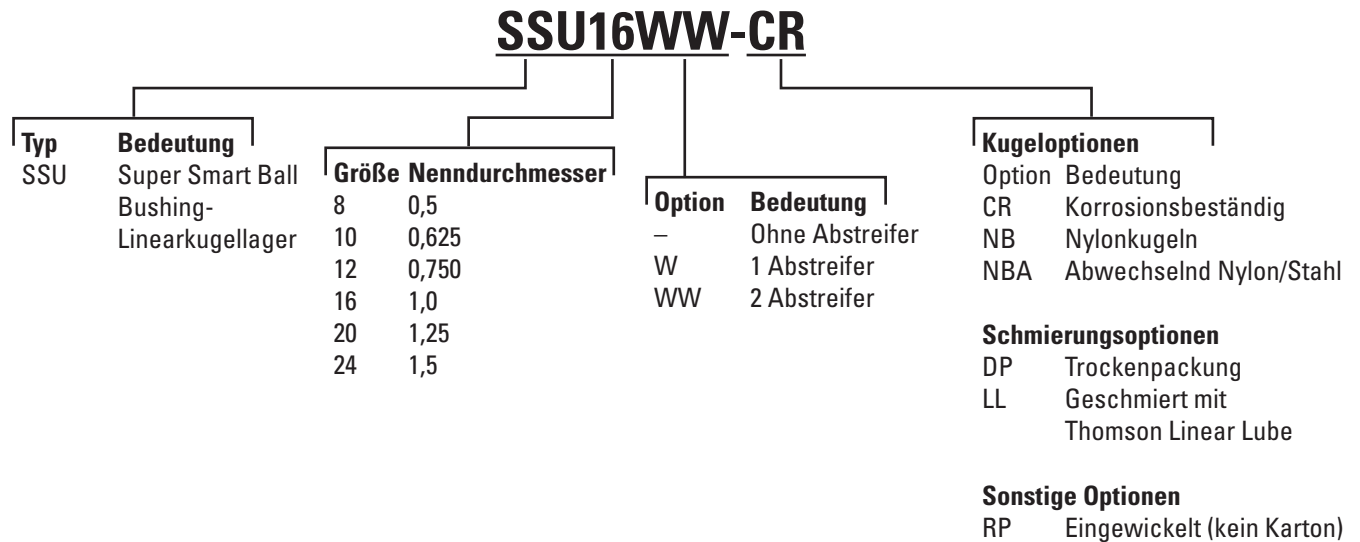 SSU16WW-CR
Typ Bedeutung
SSU Super Smart Ball
Bushing-
Linearkugellager
Größe Nenndurchmesser
8 0,5
10 0,625
12 0,750
16 1,0
20 1,25
24 1,5
Option Bedeutung
– Ohne Abstreifer
W 1 Abstreifer
WW 2 Abstreifer
Kugeloptionen
Option Bedeutung
CR Korrosionsbeständig
NB Nylonkugeln
NBA Abwechselnd Nylon/Stahl
Schmierungsoptionen
DP Trockenpackung
LL Geschmiert mit
Thomson Linear Lube
Sonstige Optionen
RP Eingewickelt (kein Karton)